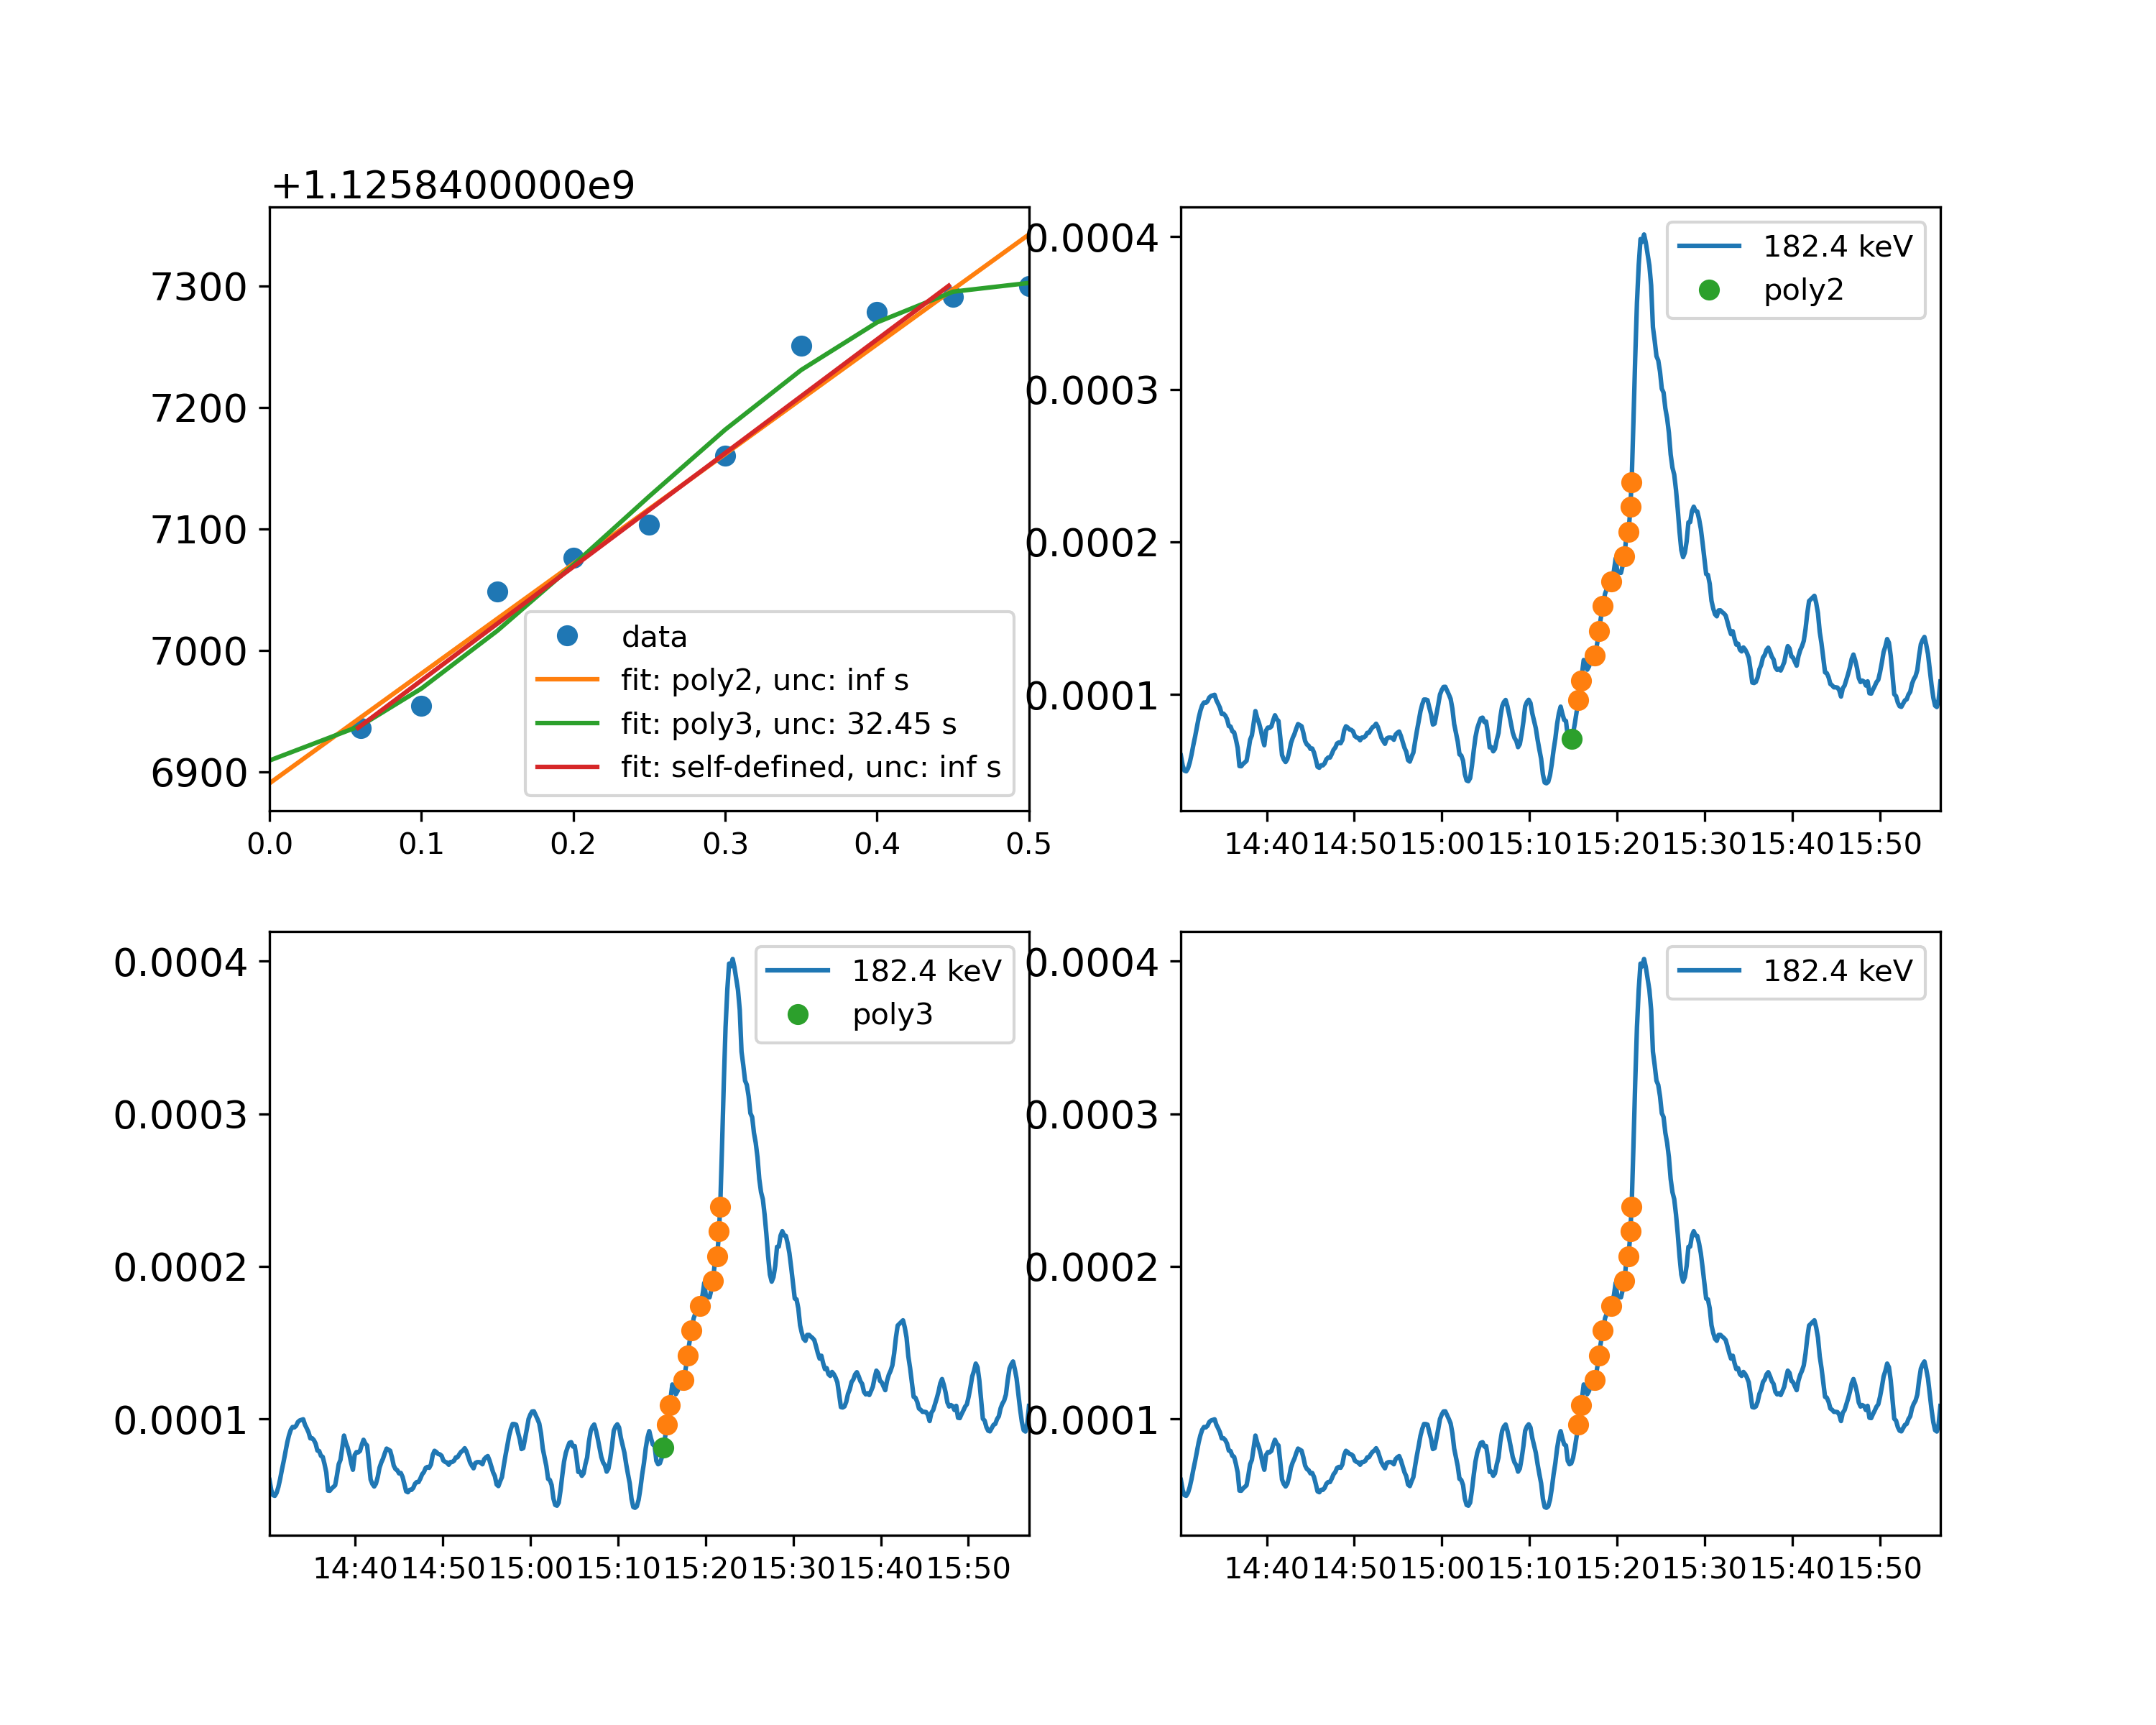 +1.1258400000e9
7300
7200
7100
7000
6900
0.0 0.1 0.2 0.3 0.4 0.5
data
fit: poly2, unc: inf s
fit: poly3, unc: 32.45 s
fit: self-defined, unc: inf s
0.0004
0.0003
0.0002
0.0001
14:40 14:50 15:00 15:10 15:20 15:30 15:40 15:50
182.4 keV
poly2
0.0004
0.0003
0.0002
0.0001
14:40 14:50 15:00 15:10 15:20 15:30 15:40 15:50
182.4 keV
poly3
0.0004
0.0003
0.0002
0.0001
14:40 14:50 15:00 15:10 15:20 15:30 15:40 15:50
182.4 keV